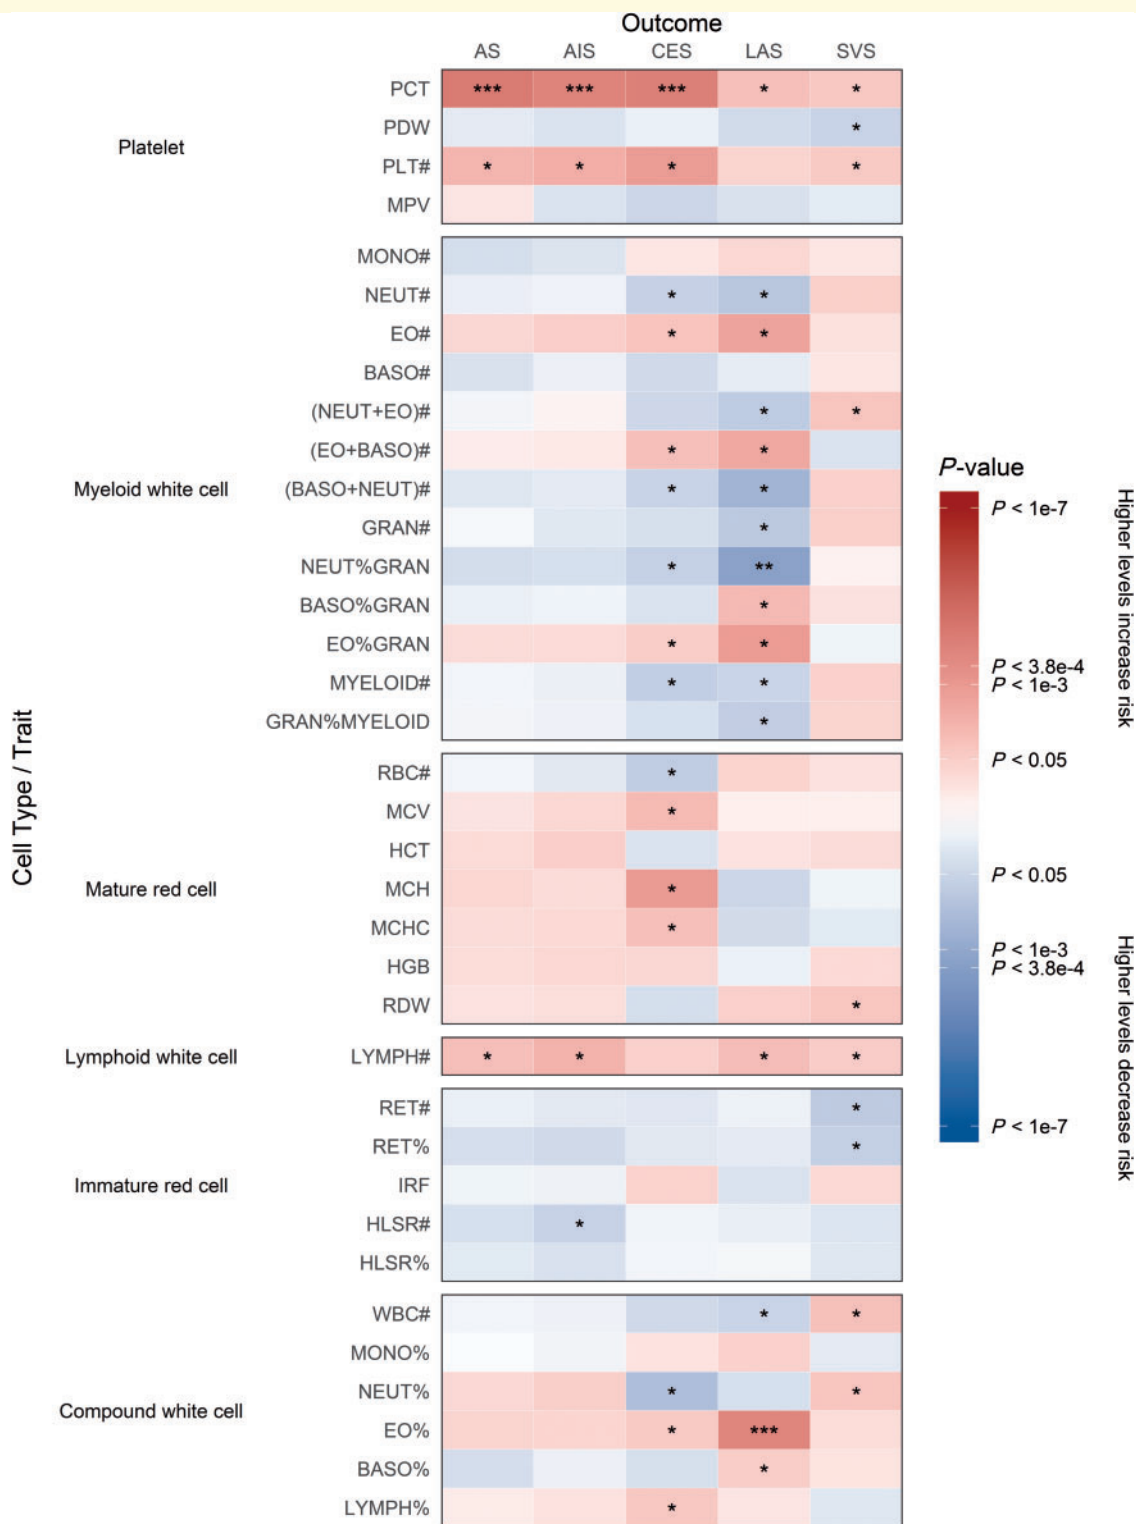 Outcome
AS AIS CES LAS SVS
Cell Type / Trait
Platelet
PCT *** *** *** * *
PDW *
PLT# * * * *
MPV
Myeloid white cell
MONO#
NEUT# * *
EO# * *
BASO#
(NEUT+EO)# * *
(EO+BASO)# * *
(BASO+NEUT)# * *
GRAN# *
NEUT%GRAN * **
BASO%GRAN *
EO%GRAN * *
MYELOID# * *
GRAN%MYELOID *
Mature red cell
RBC# *
MCV *
HCT
MCH *
MCHC *
HGB
RDW *
Lymphoid white cell
LYMPH# * * * *
Immature red cell
RET# *
RET% *
IRF
HLSR# *
HLSR%
Compound white cell
WBC# * *
MONO%
NEUT% * *
EO% * ***
BASO% *
LYMPH% *
P-value
P < 1e-7
P < 3.8e-4
P < 1e-3
P < 0.05
P < 0.05
P < 1e-3
P < 3.8e-4
P < 1e-7
Higher levels increase risk
Higher levels decrease risk